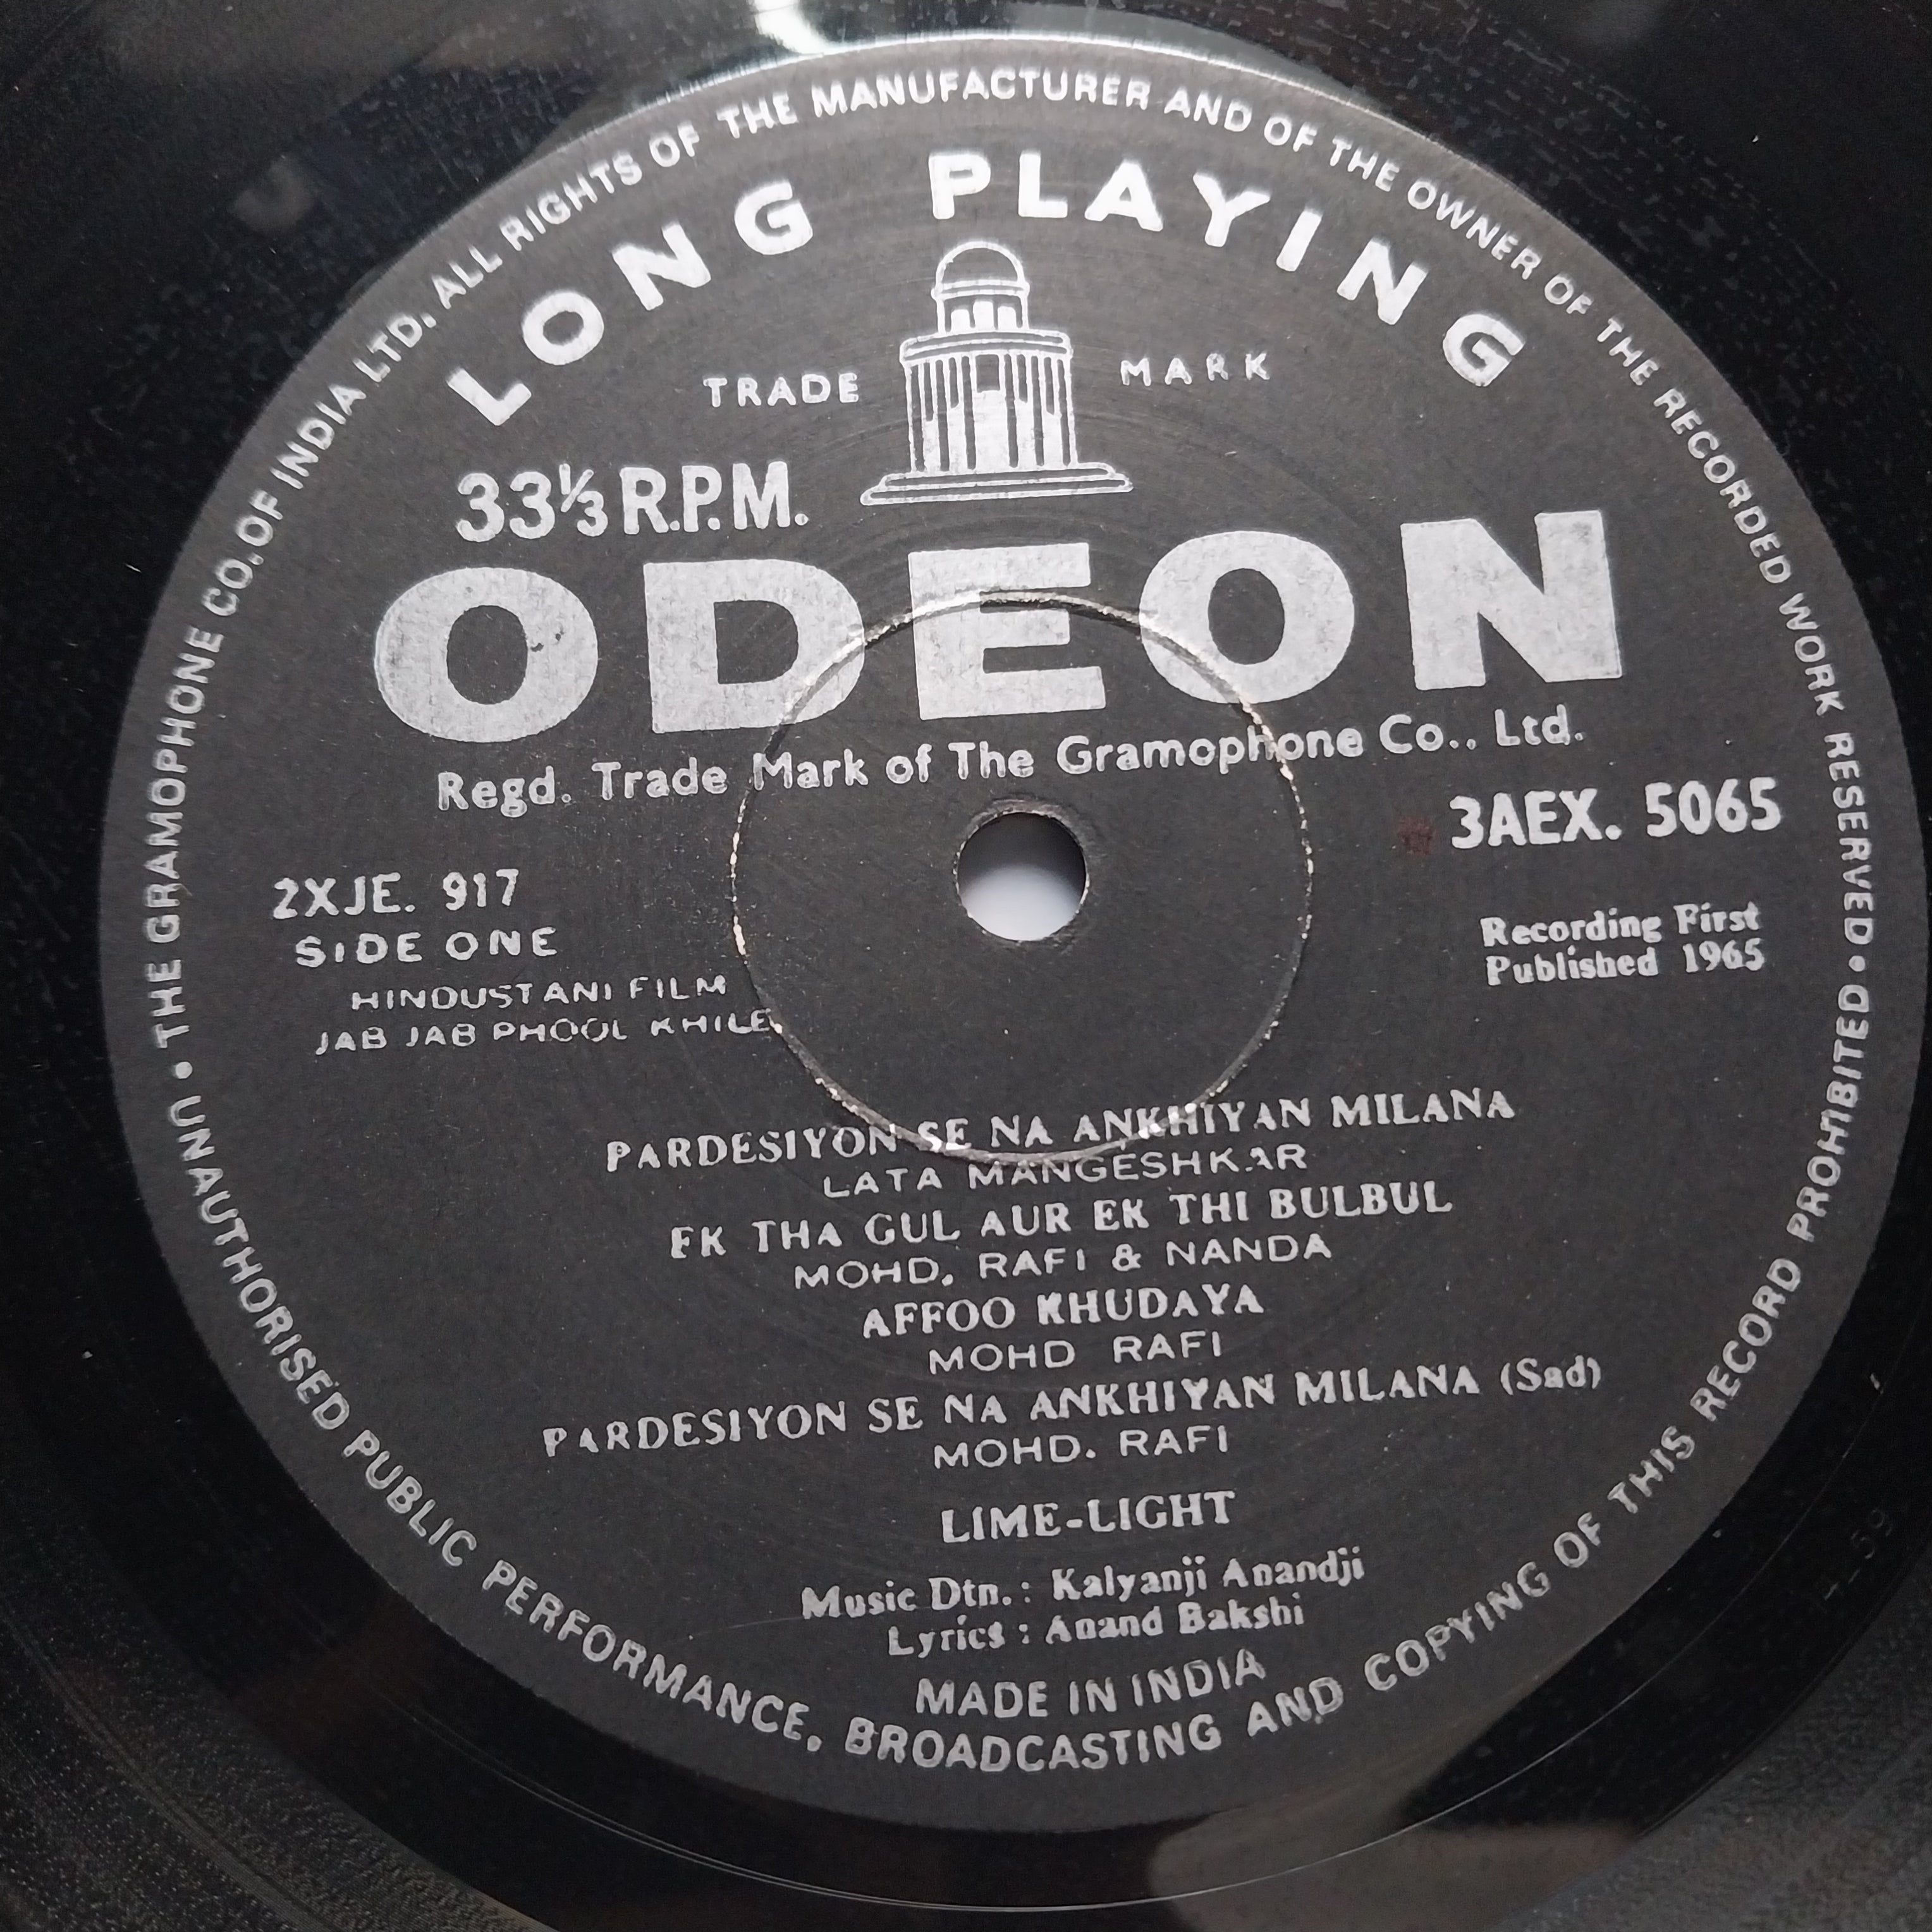 • THE GRAMOPHONE CO. OF INDIA LTD. ALL RIGHTS OF THE MANUFACTURER AND OF THE OWNER OF THE RECORDED WORK RESERVED •
LONG PLAYING
TRADE MARK
33⅓ R.P.M.
ODEON
Regd. Trade Mark of The Gramophone Co., Ltd.
3AEX. 5065
2XJE. 917
SIDE ONE
HINDUSTANI FILM
JAB JAB PHOOL KHILE
Recording First
Published 1965
PARDESIYON SE NA ANKHIYAN MILANA
LATA MANGESHKAR
EK THA GUL AUR EK THI BULBUL
MOHD. RAFI & NANDA
AFFOO KHUDAYA
MOHD RAFI
PARDESIYON SE NA ANKHIYAN MILANA (Sad)
MOHD. RAFI
LIME-LIGHT
Music Dtn. : Kalyanji Anandji
Lyrics : Anand Bakshi
MADE IN INDIA
UNAUTHORISED PUBLIC PERFORMANCE, BROADCASTING AND COPYING OF THIS RECORD PROHIBITED